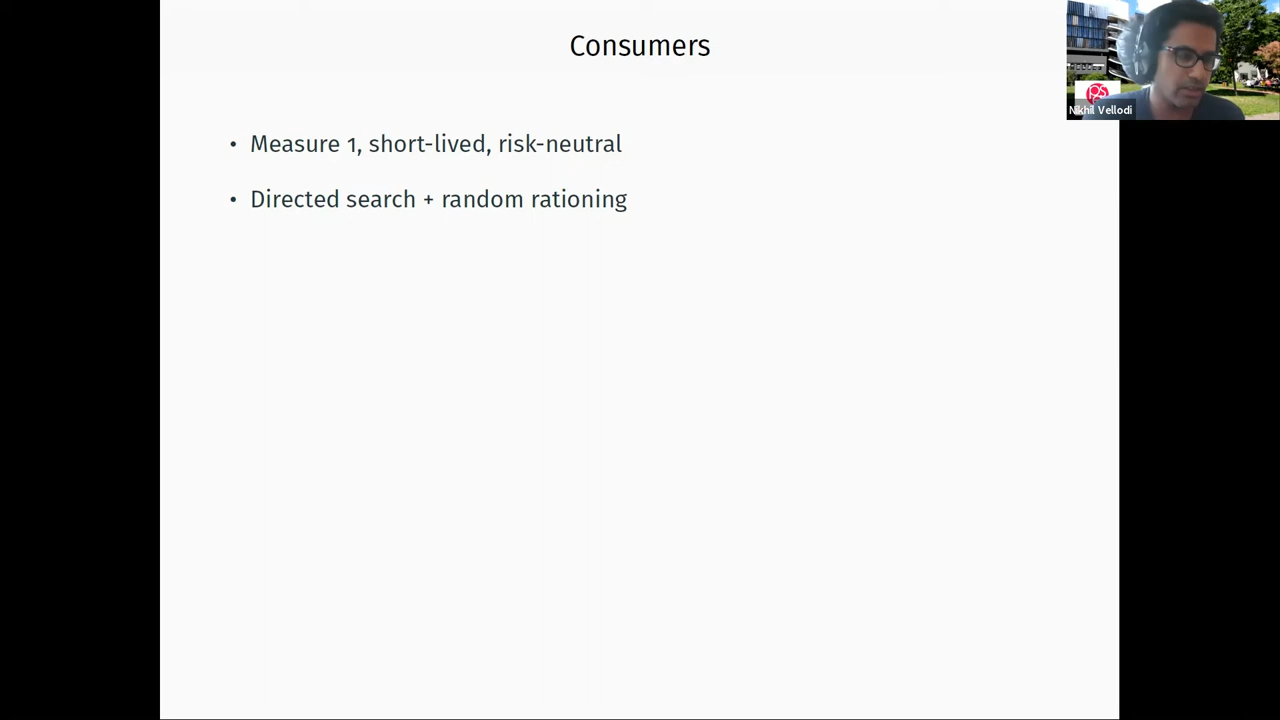 Consumers
• Measure 1, short-lived, risk-neutral
• Directed search + random rationing
Nikhil Vellodi